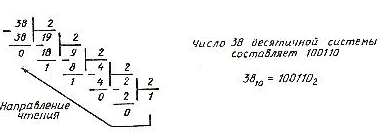 38 | 2
38 | 19 | 2
0 18 | 9 | 2
1 8 | 4 | 2
1 4 | 2 | 2
0 2 | 1
0
Направление
чтения
Число 38 десятичной системы
составляет 100110
38₁₀ = 100110₂